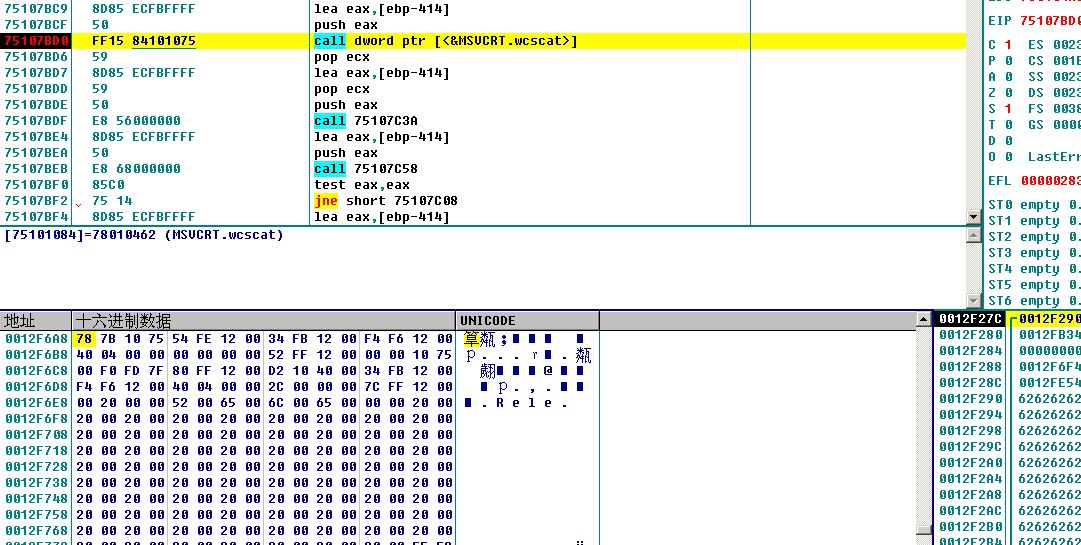 75107BC9 8D85 ECFBFFFF lea eax,[ebp-414]
75107BCF 50 push eax
75107BD0 FF15 84101075 call dword ptr [<&MSVCRT.wcscat>]
75107BD6 59 pop ecx
75107BD7 8D85 ECFBFFFF lea eax,[ebp-414]
75107BDD 59 pop ecx
75107BDE 50 push eax
75107BDF E8 56000000 call 75107C3A
75107BE4 8D85 ECFBFFFF lea eax,[ebp-414]
75107BEA 50 push eax
75107BEB E8 68000000 call 75107C58
75107BF0 85C0 test eax,eax
75107BF2 75 14 jne short 75107C08
75107BF4 8D85 ECFBFFFF lea eax,[ebp-414]
EIP 75107BD0
C 1 ES 0023
P 0 CS 001B
A 0 SS 0023
Z 0 DS 0023
S 1 FS 0038
T 0 GS 0000
D 0
O 0 LastErr
EFL 00000283
ST0 empty 0.
ST1 empty 0.
ST2 empty 0.
ST3 empty 0.
ST4 empty 0.
ST5 empty 0.
ST6 empty 0.
[75101084]=78010462 (MSVCRT.wcscat)
地址 十六进制数据 UNICODE
0012F6A8 78 7B 10 75 54 FE 12 00 34 FB 12 00 F4 F6 12 00
0012F6B8 40 04 00 00 00 00 00 00 52 FF 12 00 00 00 10 75
0012F6C8 00 F0 FD 7F 80 FF 12 00 D2 10 40 00 34 FB 12 00
0012F6D8 F4 F6 12 00 40 04 00 00 2C 00 00 00 7C FF 12 00
0012F6E8 00 20 00 00 52 00 65 00 6C 00 65 00 00 00 20 00 .Rele.
0012F6F8 20 00 20 00 20 00 20 00 20 00 20 00 20 00 20 00
0012F708 20 00 20 00 20 00 20 00 20 00 20 00 20 00 20 00
0012F718 20 00 20 00 20 00 20 00 20 00 20 00 20 00 20 00
0012F728 20 00 20 00 20 00 20 00 20 00 20 00 20 00 20 00
0012F738 20 00 20 00 20 00 20 00 20 00 20 00 20 00 20 00
0012F748 20 00 20 00 20 00 20 00 20 00 20 00 20 00 20 00
0012F758 20 00 20 00 20 00 20 00 20 00 20 00 20 00 20 00
0012F768 20 00 20 00 20 00 20 00 20 00 20 00 20 00 20 00
0012F27C 0012F290
0012F280 0012FB34
0012F284 00000000
0012F288 0012F6F4
0012F28C 0012FE54
0012F290 62626262
0012F294 62626262
0012F298 62626262
0012F29C 62626262
0012F2A0 62626262
0012F2A4 62626262
0012F2A8 62626262
0012F2AC 62626262
0012F2B0 62626262
0012F2B4 62626262